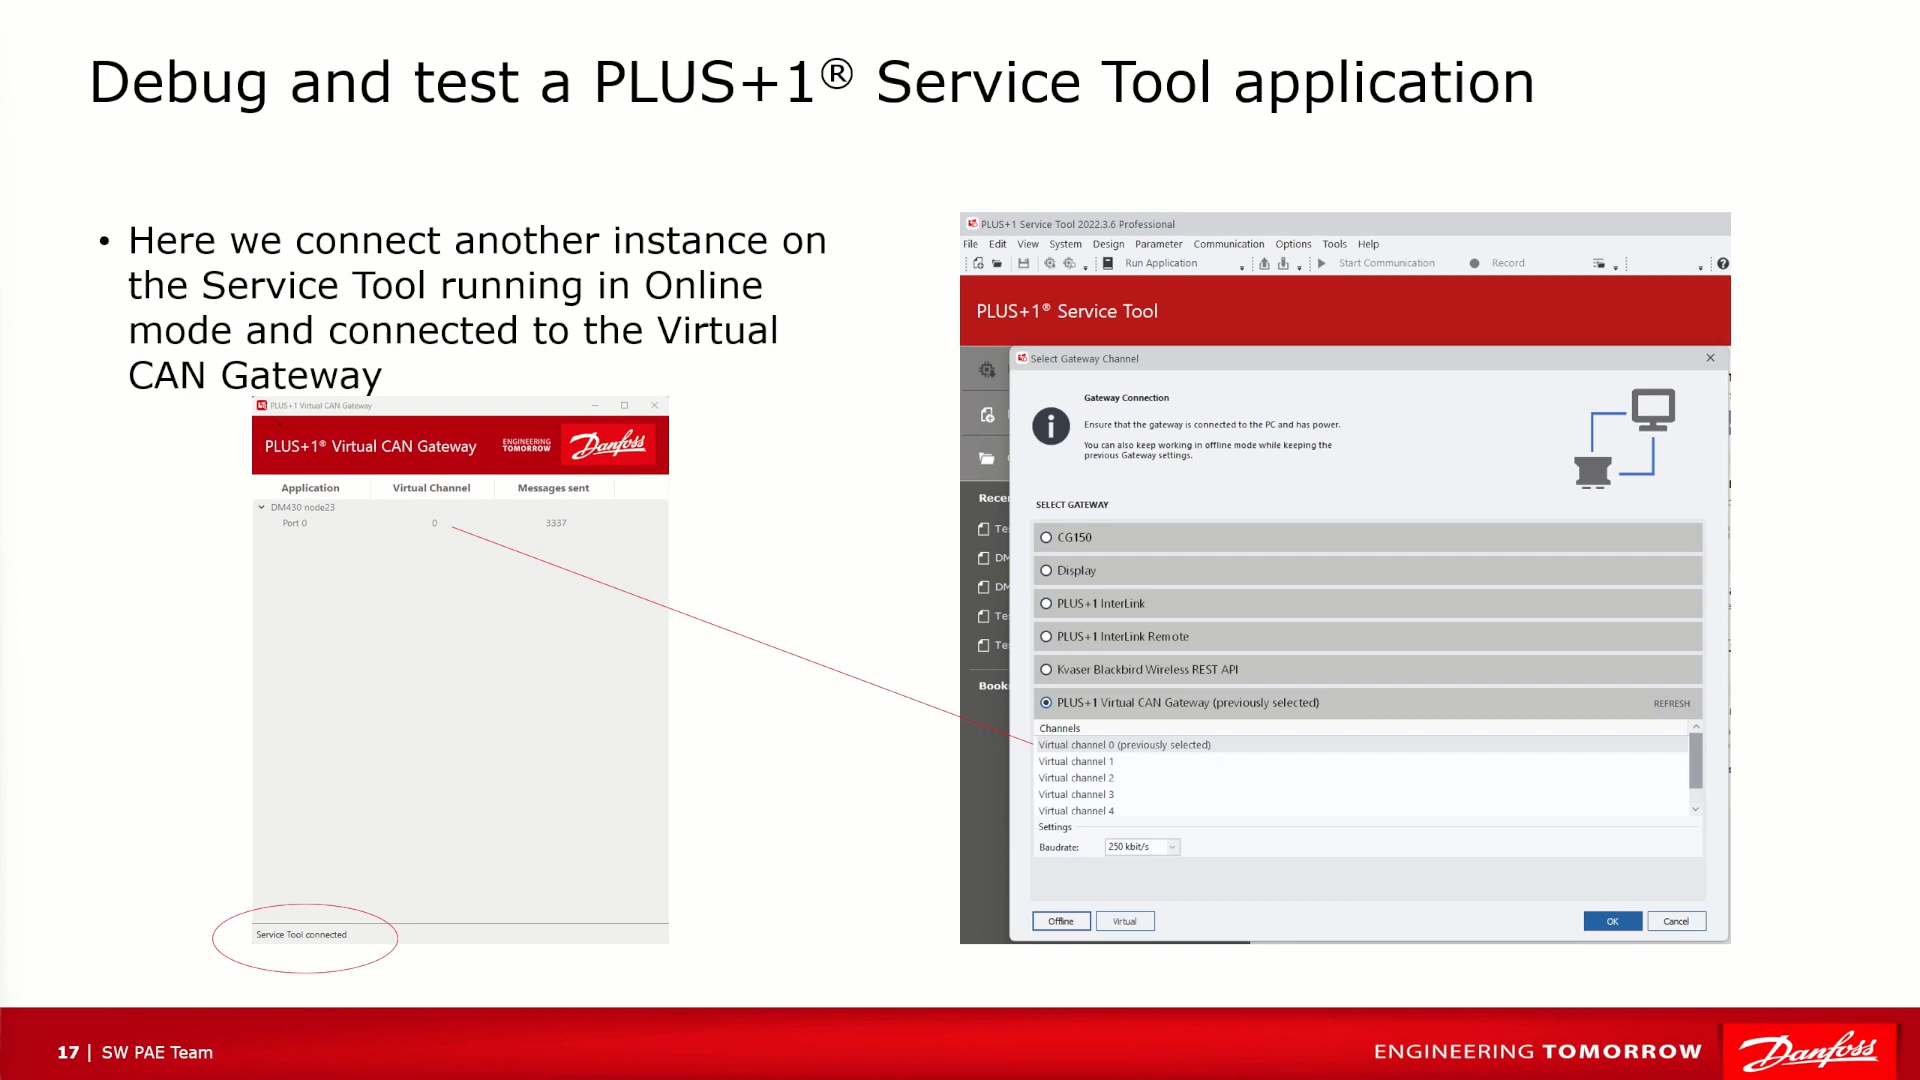 Debug and test a PLUS+1® Service Tool application
• Here we connect another instance on
the Service Tool running in Online
mode and connected to the Virtual
CAN Gateway
PLUS+1 Virtual CAN Gateway
PLUS+1® Virtual CAN Gateway
ENGINEERING
TOMORROW
Danfoss
Application Virtual Channel Messages sent
DM430 node23
Port 0 0 3337
Service Tool connected
PLUS+1 Service Tool 2022.3.6 Professional
File Edit View System Design Parameter Communication Options Tools Help
Run Application Start Communication Record
PLUS+1® Service Tool
Select Gateway Channel
Gateway Connection
Ensure that the gateway is connected to the PC and has power.
You can also keep working in offline mode while keeping the
previous Gateway settings.
SELECT GATEWAY
CG150
Display
PLUS+1 InterLink
PLUS+1 InterLink Remote
Kvaser Blackbird Wireless REST API
PLUS+1 Virtual CAN Gateway (previously selected) REFRESH
Channels
Virtual channel 0 (previously selected)
Virtual channel 1
Virtual channel 2
Virtual channel 3
Virtual channel 4
Settings
Baudrate: 250 kbit/s
Offline Virtual OK Cancel
17 | SW PAE Team
ENGINEERING TOMORROW
Danfoss